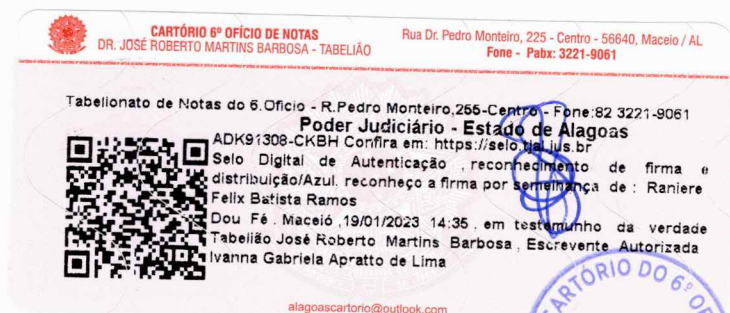 CARTÓRIO 6º OFÍCIO DE NOTAS
DR. JOSÉ ROBERTO MARTINS BARBOSA - TABELIÃO
Rua Dr. Pedro Monteiro, 225 - Centro - 56640, Maceio / AL
Fone - Pabx: 3221-9061
Tabelionato de Notas do 6.Oficio - R.Pedro Monteiro,255-Centro - Fone:82 3221-9061
Poder Judiciário - Estado de Alagoas
ADK91308-CKBH Confira em: https://selo.tjal.jus.br
Selo Digital de Autenticação , reconhecimento de firma e
distribuição/Azul. reconheço a firma por semelhança de : Raniere
Felix Batista Ramos
Dou Fé . Maceió ,19/01/2023 14:35 , em testemunho da verdade
Tabelião José Roberto Martins Barbosa , Escrevente Autorizada
Ivanna Gabriela Apratto de Lima
alagoascartorio@outlook.com
CARTÓRIO DO 6º